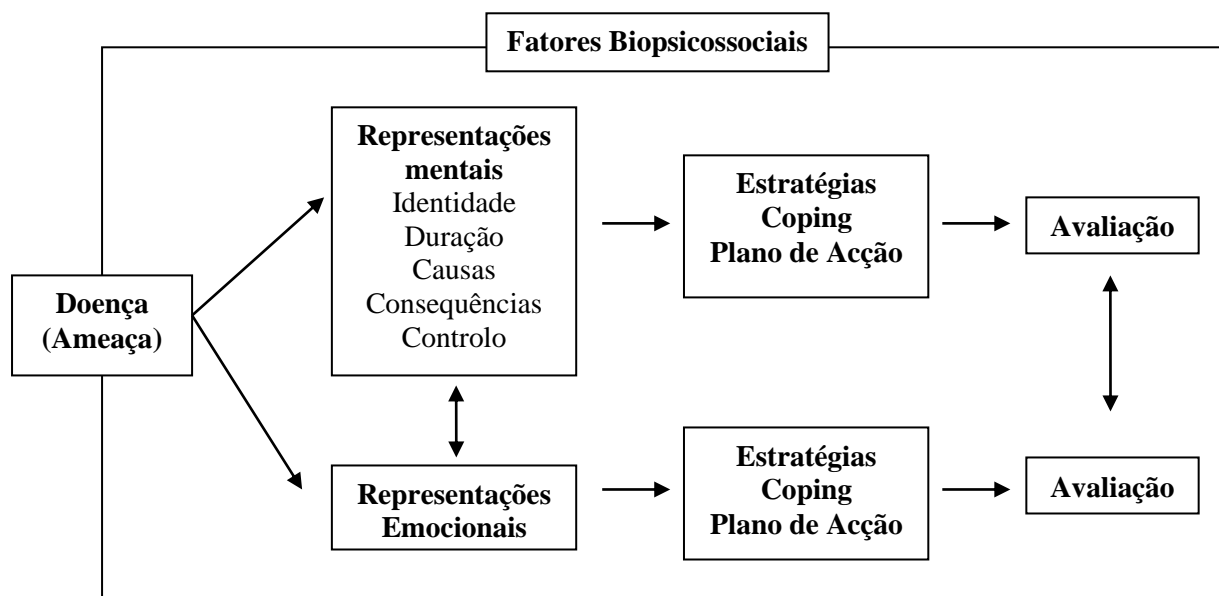 Fatores Biopsicossociais
Representações
mentais
Identidade
Duração
Causas
Consequências
Controlo
Estratégias
Coping
Plano de Acção
Avaliação
Doença
(Ameaça)
Representações
Emocionais
Estratégias
Coping
Plano de Acção
Avaliação